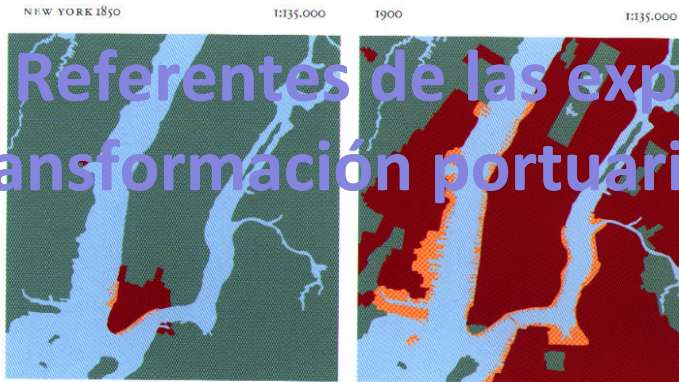 NEW YORK 1850 1:135.000 1900 1:135.000
Referentes de las exp
ansformación portuari